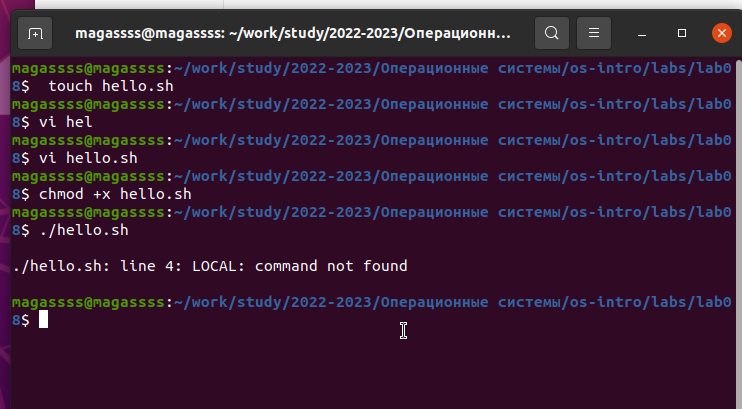 magassss@magassss: ~/work/study/2022-2023/Операционн...
magassss@magassss:~/work/study/2022-2023/Операционные системы/os-intro/labs/lab0
8$  touch hello.sh
magassss@magassss:~/work/study/2022-2023/Операционные системы/os-intro/labs/lab0
8$ vi hel
magassss@magassss:~/work/study/2022-2023/Операционные системы/os-intro/labs/lab0
8$ vi hello.sh
magassss@magassss:~/work/study/2022-2023/Операционные системы/os-intro/labs/lab0
8$ chmod +x hello.sh
magassss@magassss:~/work/study/2022-2023/Операционные системы/os-intro/labs/lab0
8$ ./hello.sh
./hello.sh: line 4: LOCAL: command not found
magassss@magassss:~/work/study/2022-2023/Операционные системы/os-intro/labs/lab0
8$